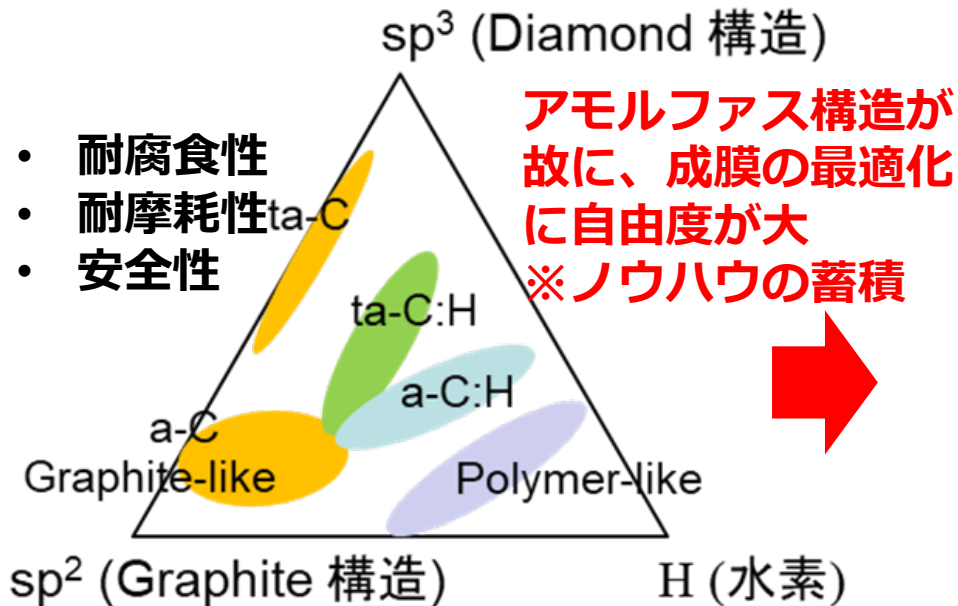 sp³ (Diamond 構造)
• 耐腐食性
• 耐摩耗性
• 安全性
アモルファス構造が
故に、成膜の最適化
に自由度が大
※ノウハウの蓄積
ta-C
ta-C:H
a-C:H
a-C
Graphite-like
Polymer-like
sp² (Graphite 構造)
H (水素)